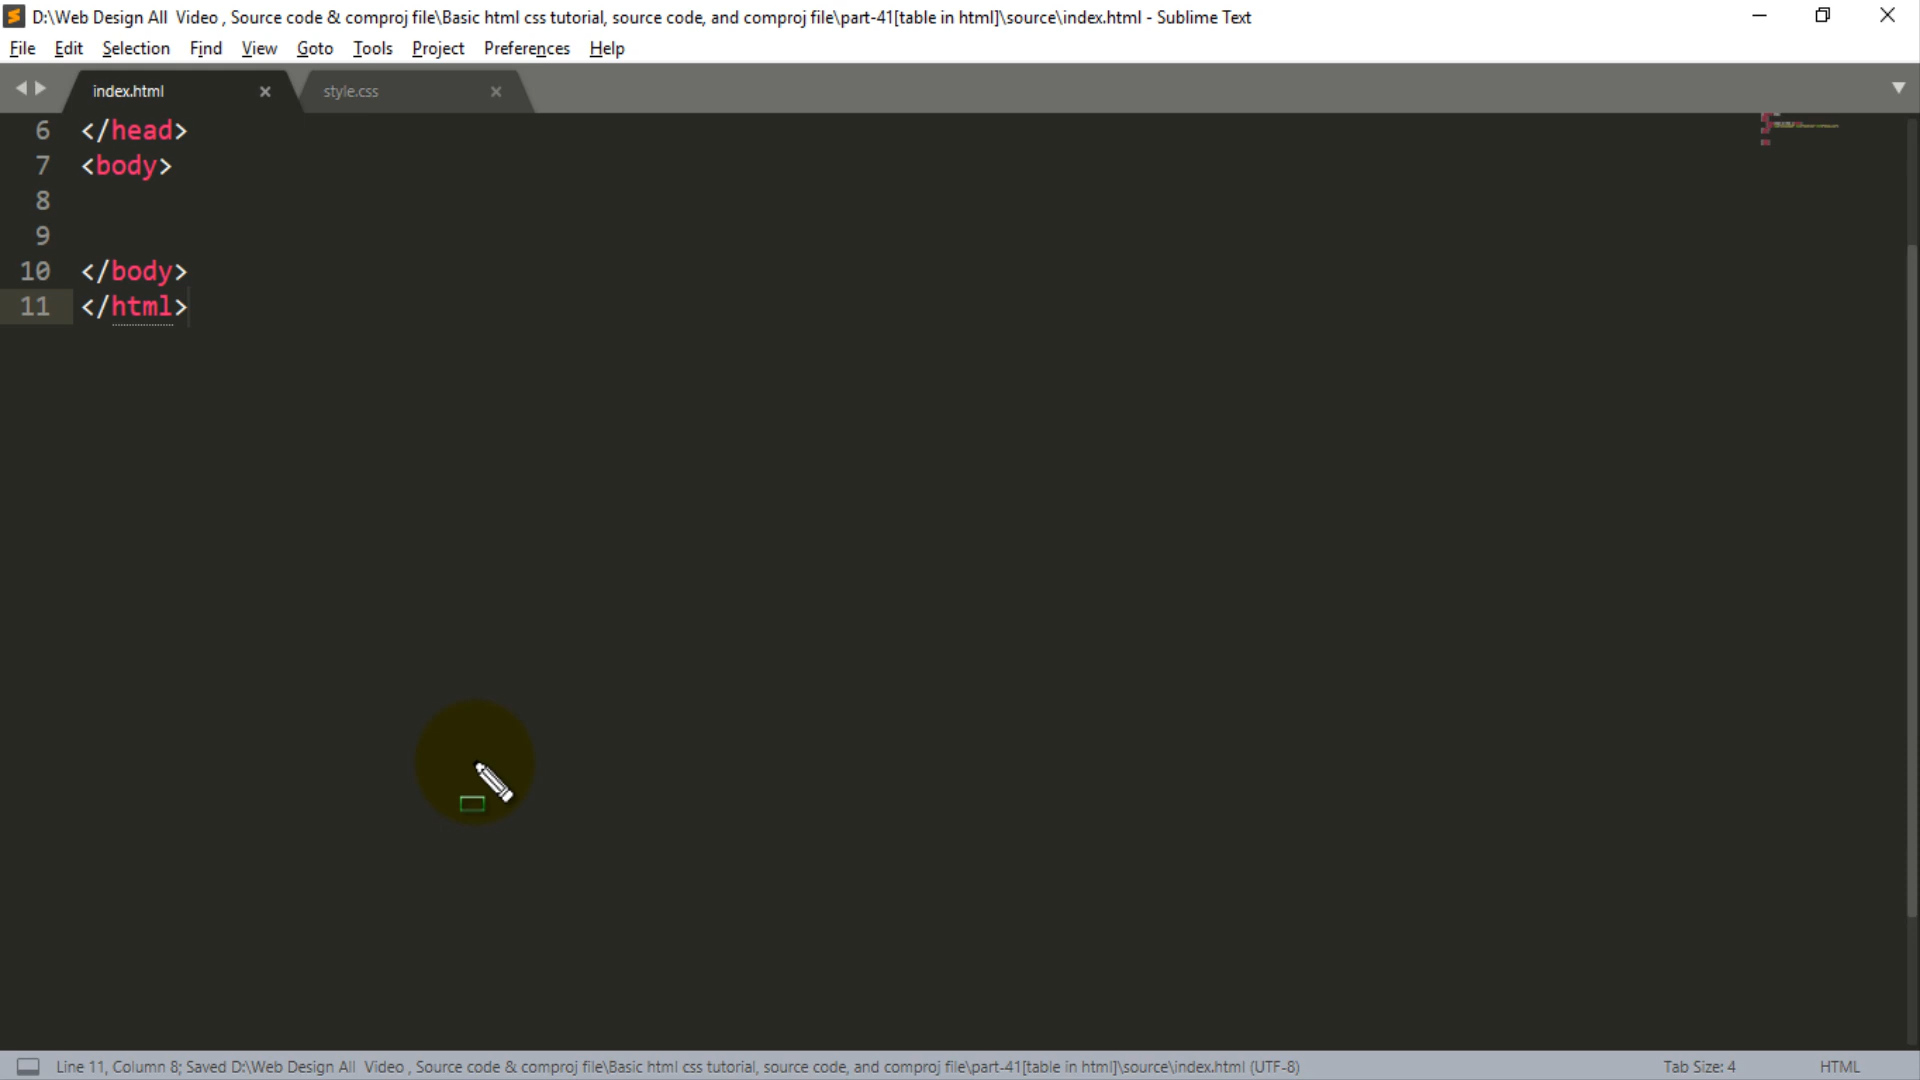 D:\Web Design All  Video , Source code & comproj file\Basic html css tutorial, source code, and comproj file\part-41[table in html]\source\index.html - Sublime Text
File Edit Selection Find View Goto Tools Project Preferences Help
index.html style.css
6 </head>
7 <body>
8
9
10 </body>
11 </html>
Line 11, Column 8; Saved D:\Web Design All  Video , Source code & comproj file\Basic html css tutorial, source code, and comproj file\part-41[table in html]\source\index.html (UTF-8) Tab Size: 4 HTML